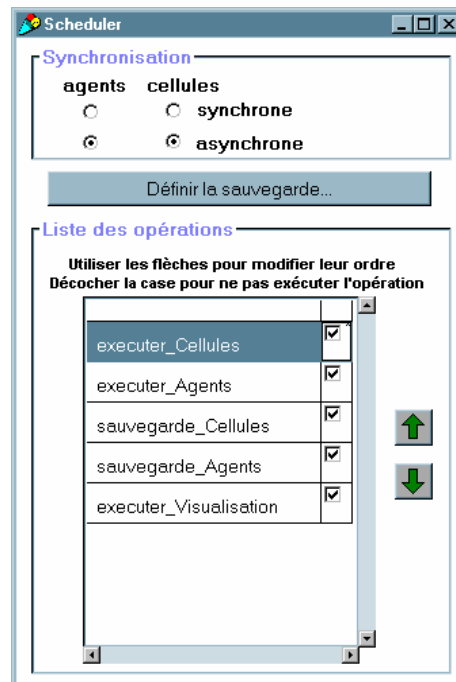 Scheduler
Synchronisation
agents cellules
synchrone
asynchrone
Définir la sauvegarde...
Liste des opérations
Utiliser les flèches pour modifier leur ordre
Décocher la case pour ne pas exécuter l'opération
executer_Cellules
executer_Agents
sauvegarde_Cellules
sauvegarde_Agents
executer_Visualisation